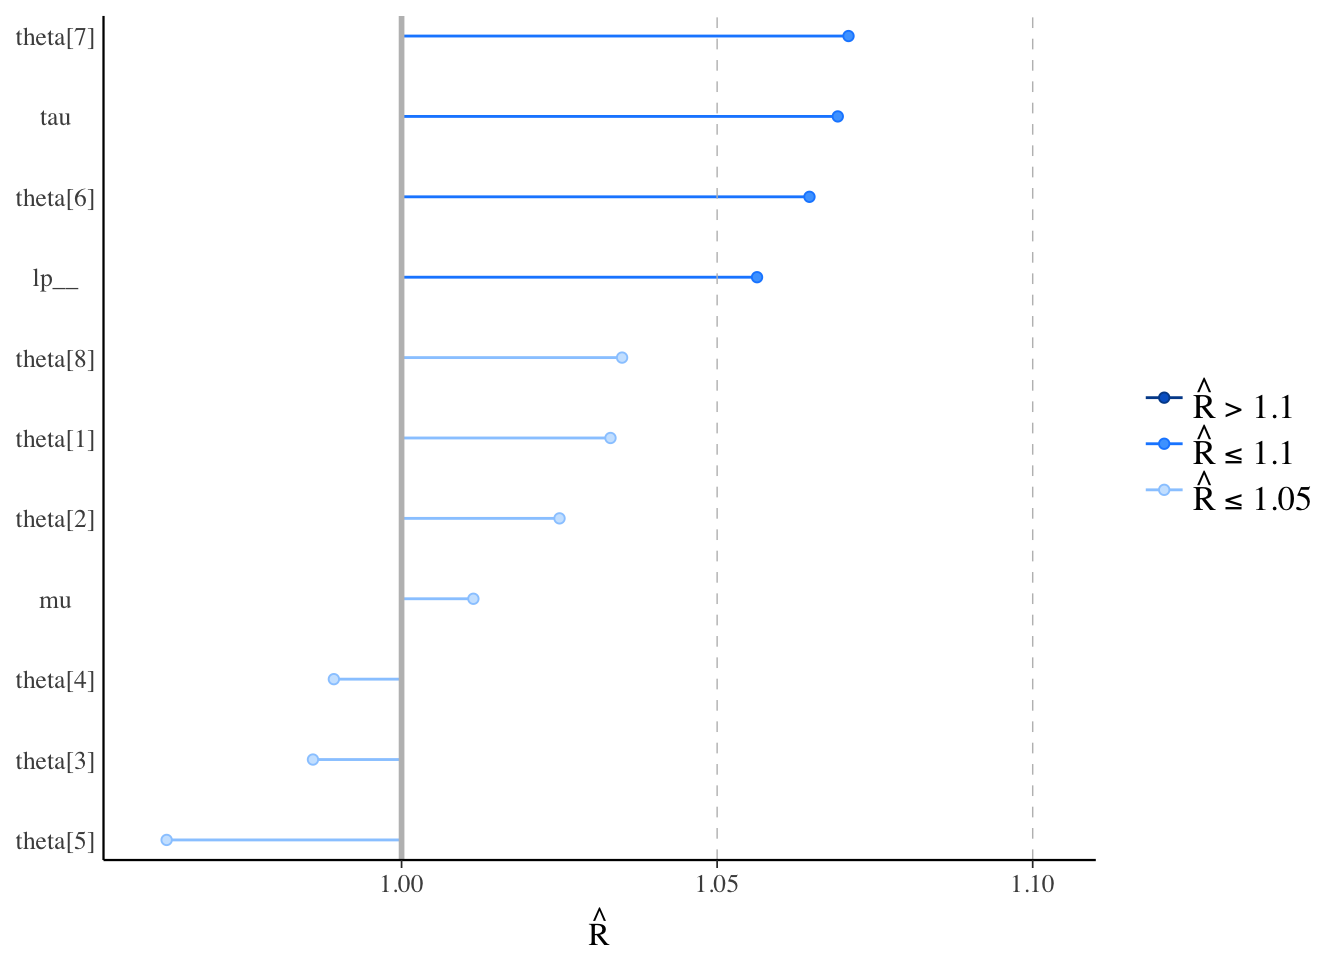 theta[7]
tau
theta[6]
lp__
theta[8]
theta[1]
theta[2]
mu
theta[4]
theta[3]
theta[5]
1.00 1.05 1.10
R̂
R̂ > 1.1
R̂ ≤ 1.1
R̂ ≤ 1.05